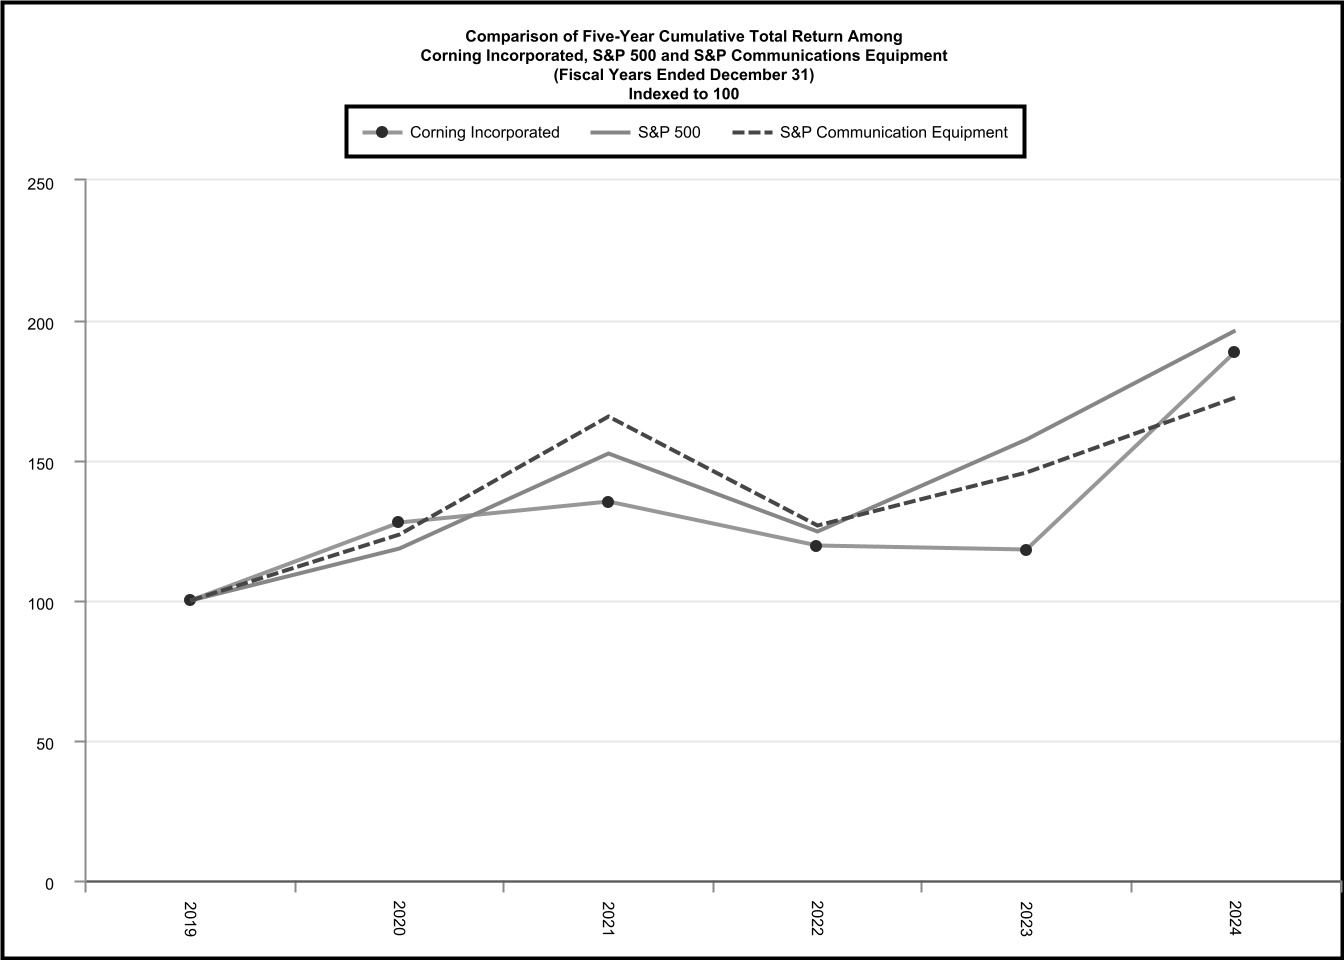 Comparison of Five-Year Cumulative Total Return Among
Corning Incorporated, S&P 500 and S&P Communications Equipment
(Fiscal Years Ended December 31)
Indexed to 100
Corning Incorporated S&P 500 S&P Communication Equipment
250
200
150
100
50
0
2019 2020 2021 2022 2023 2024